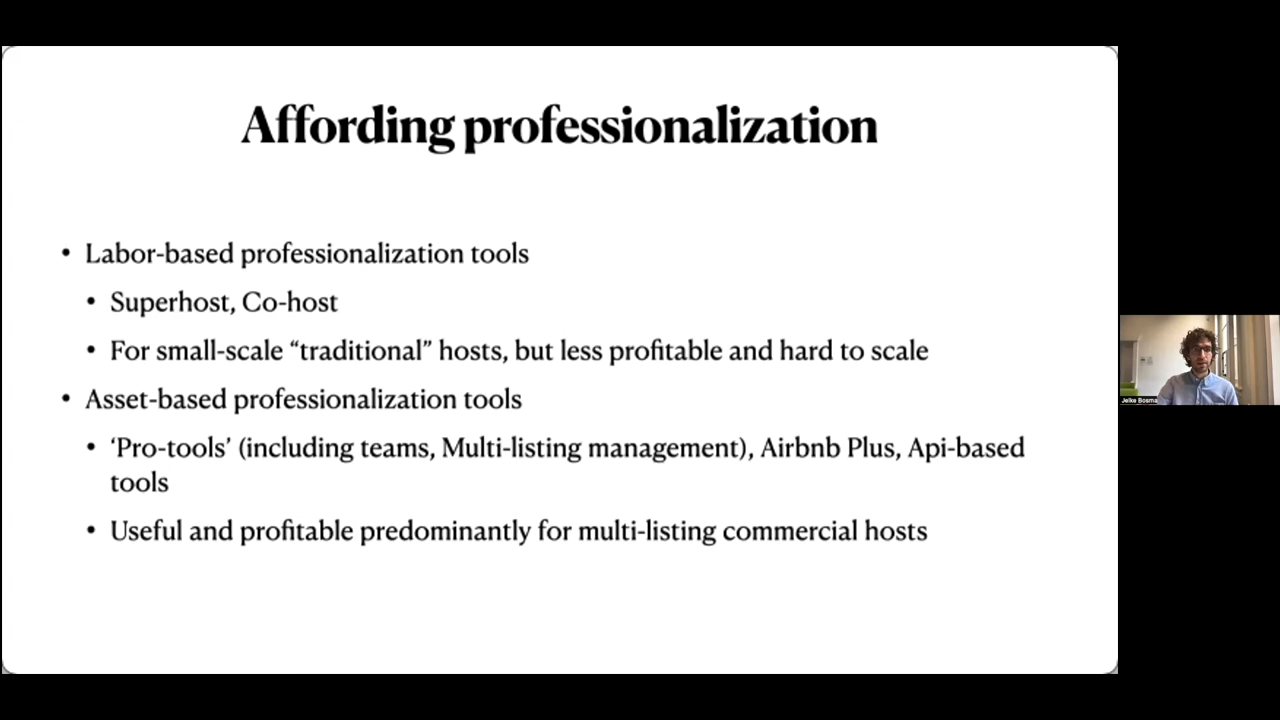 Affording professionalization
• Labor-based professionalization tools
• Superhost, Co-host
• For small-scale “traditional” hosts, but less profitable and hard to scale
• Asset-based professionalization tools
• ‘Pro-tools’ (including teams, Multi-listing management), Airbnb Plus, Api-based
tools
• Useful and profitable predominantly for multi-listing commercial hosts
Jelke Bosma